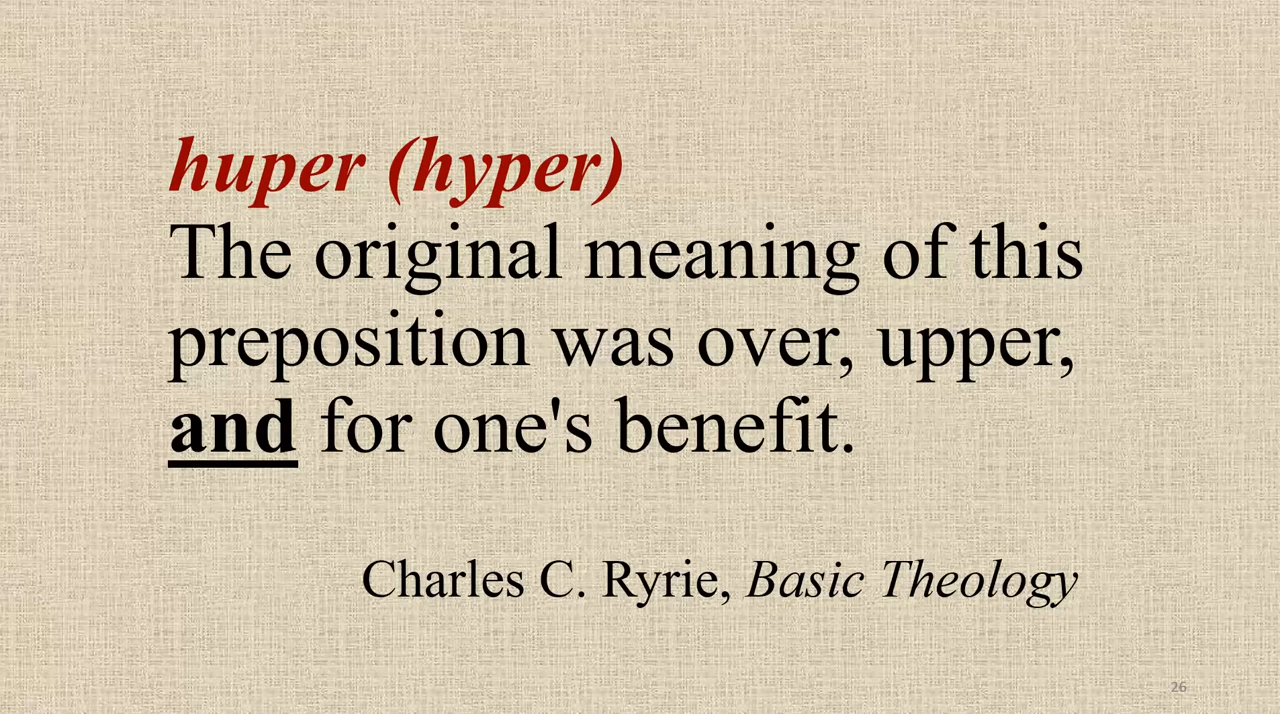 huper (hyper)
The original meaning of this
preposition was over, upper,
and for one's benefit.
Charles C. Ryrie, Basic Theology
26